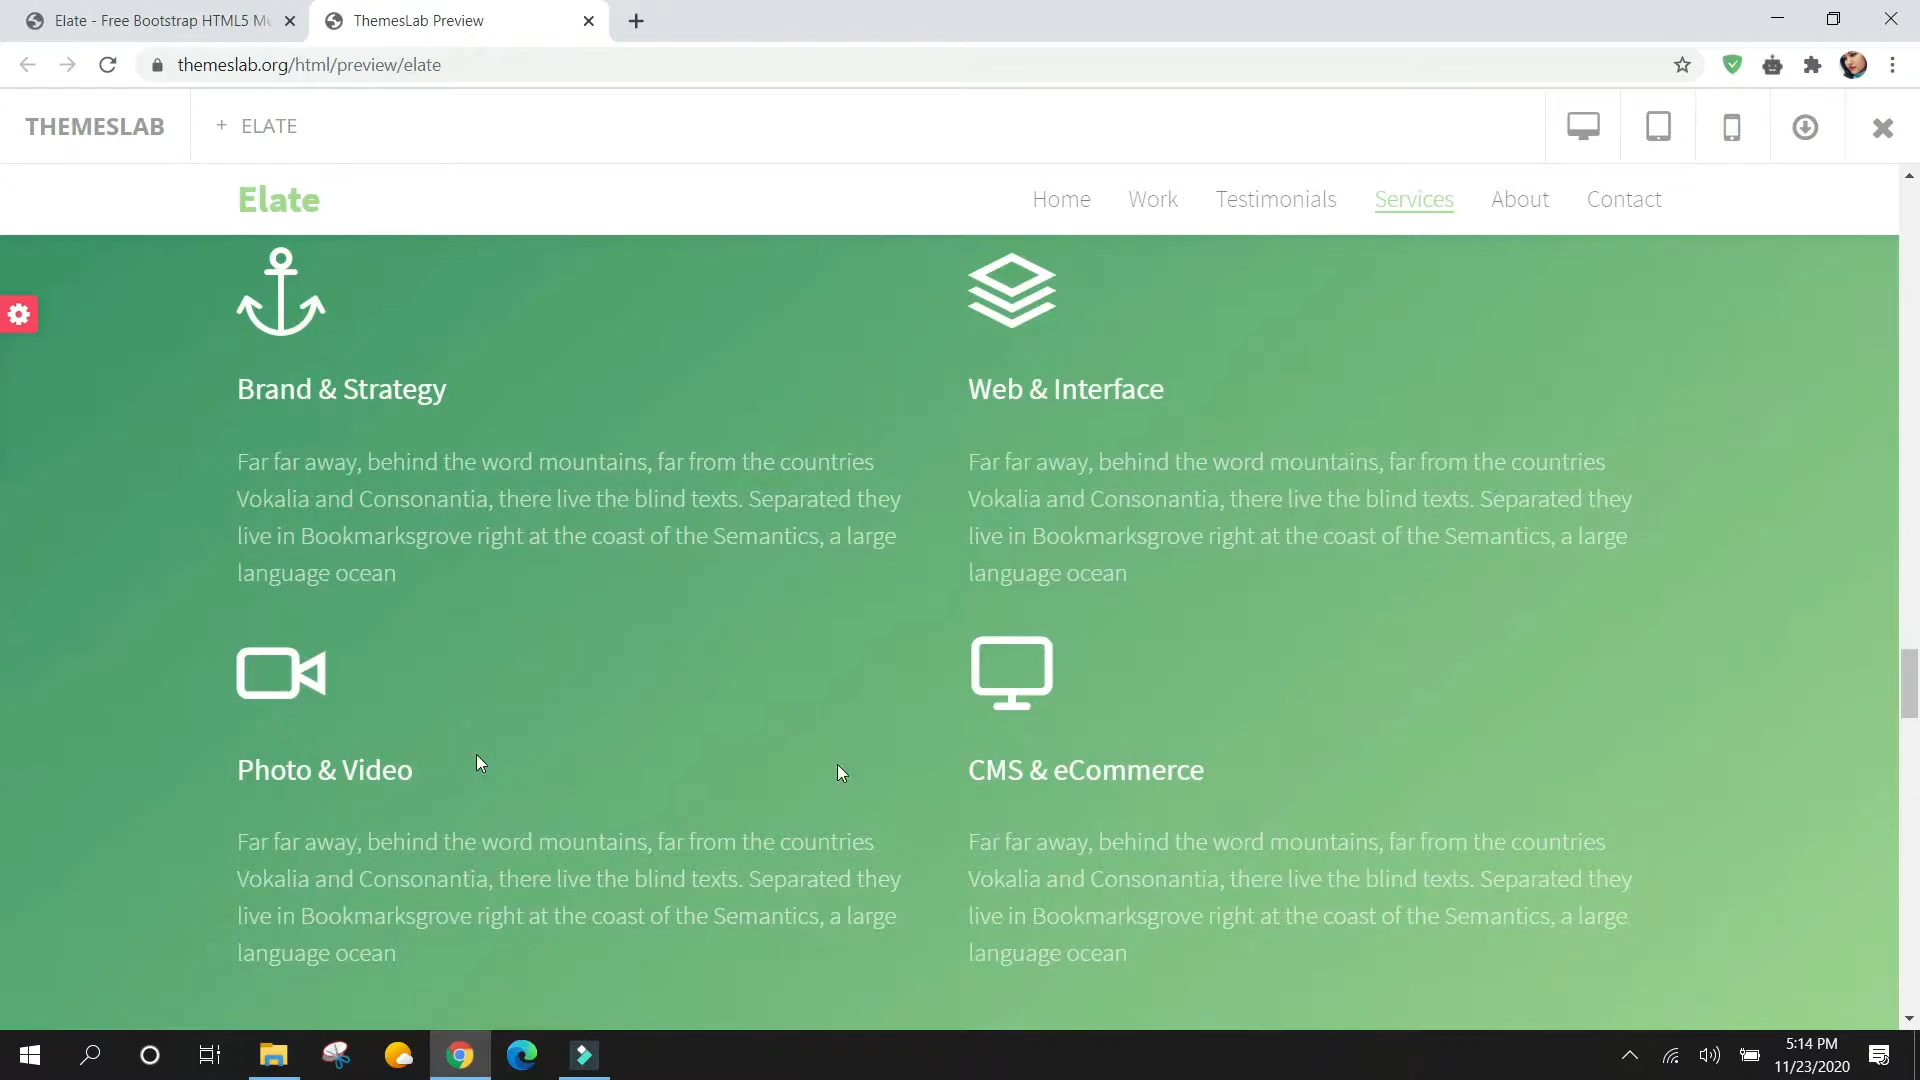 Elate - Free Bootstrap HTML5 Mu
ThemesLab Preview
themeslab.org/html/preview/elate
THEMESLAB
+ ELATE
Elate
Home
Work
Testimonials
Services
About
Contact
Brand & Strategy
Far far away, behind the word mountains, far from the countries
Vokalia and Consonantia, there live the blind texts. Separated they
live in Bookmarksgrove right at the coast of the Semantics, a large
language ocean
Web & Interface
Far far away, behind the word mountains, far from the countries
Vokalia and Consonantia, there live the blind texts. Separated they
live in Bookmarksgrove right at the coast of the Semantics, a large
language ocean
Photo & Video
Far far away, behind the word mountains, far from the countries
Vokalia and Consonantia, there live the blind texts. Separated they
live in Bookmarksgrove right at the coast of the Semantics, a large
language ocean
CMS & eCommerce
Far far away, behind the word mountains, far from the countries
Vokalia and Consonantia, there live the blind texts. Separated they
live in Bookmarksgrove right at the coast of the Semantics, a large
language ocean
5:14 PM
11/23/2020